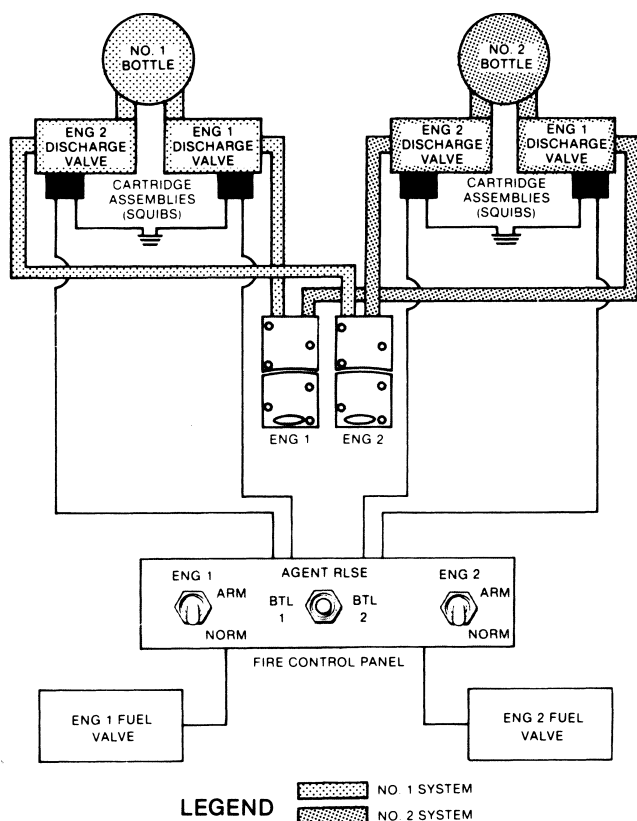 NO. 1
BOTTLE
NO. 2
BOTTLE
ENG 2
DISCHARGE
VALVE
ENG 1
DISCHARGE
VALVE
ENG 2
DISCHARGE
VALVE
ENG 1
DISCHARGE
VALVE
CARTRIDGE
ASSEMBLIES
(SQUIBS)
CARTRIDGE
ASSEMBLIES
(SQUIBS)
ENG 1
ENG 2
ENG 1
ARM
NORM
AGENT RLSE
BTL
1
BTL
2
ENG 2
ARM
NORM
FIRE CONTROL PANEL
ENG 1 FUEL
VALVE
ENG 2 FUEL
VALVE
LEGEND
NO. 1 SYSTEM
NO. 2 SYSTEM